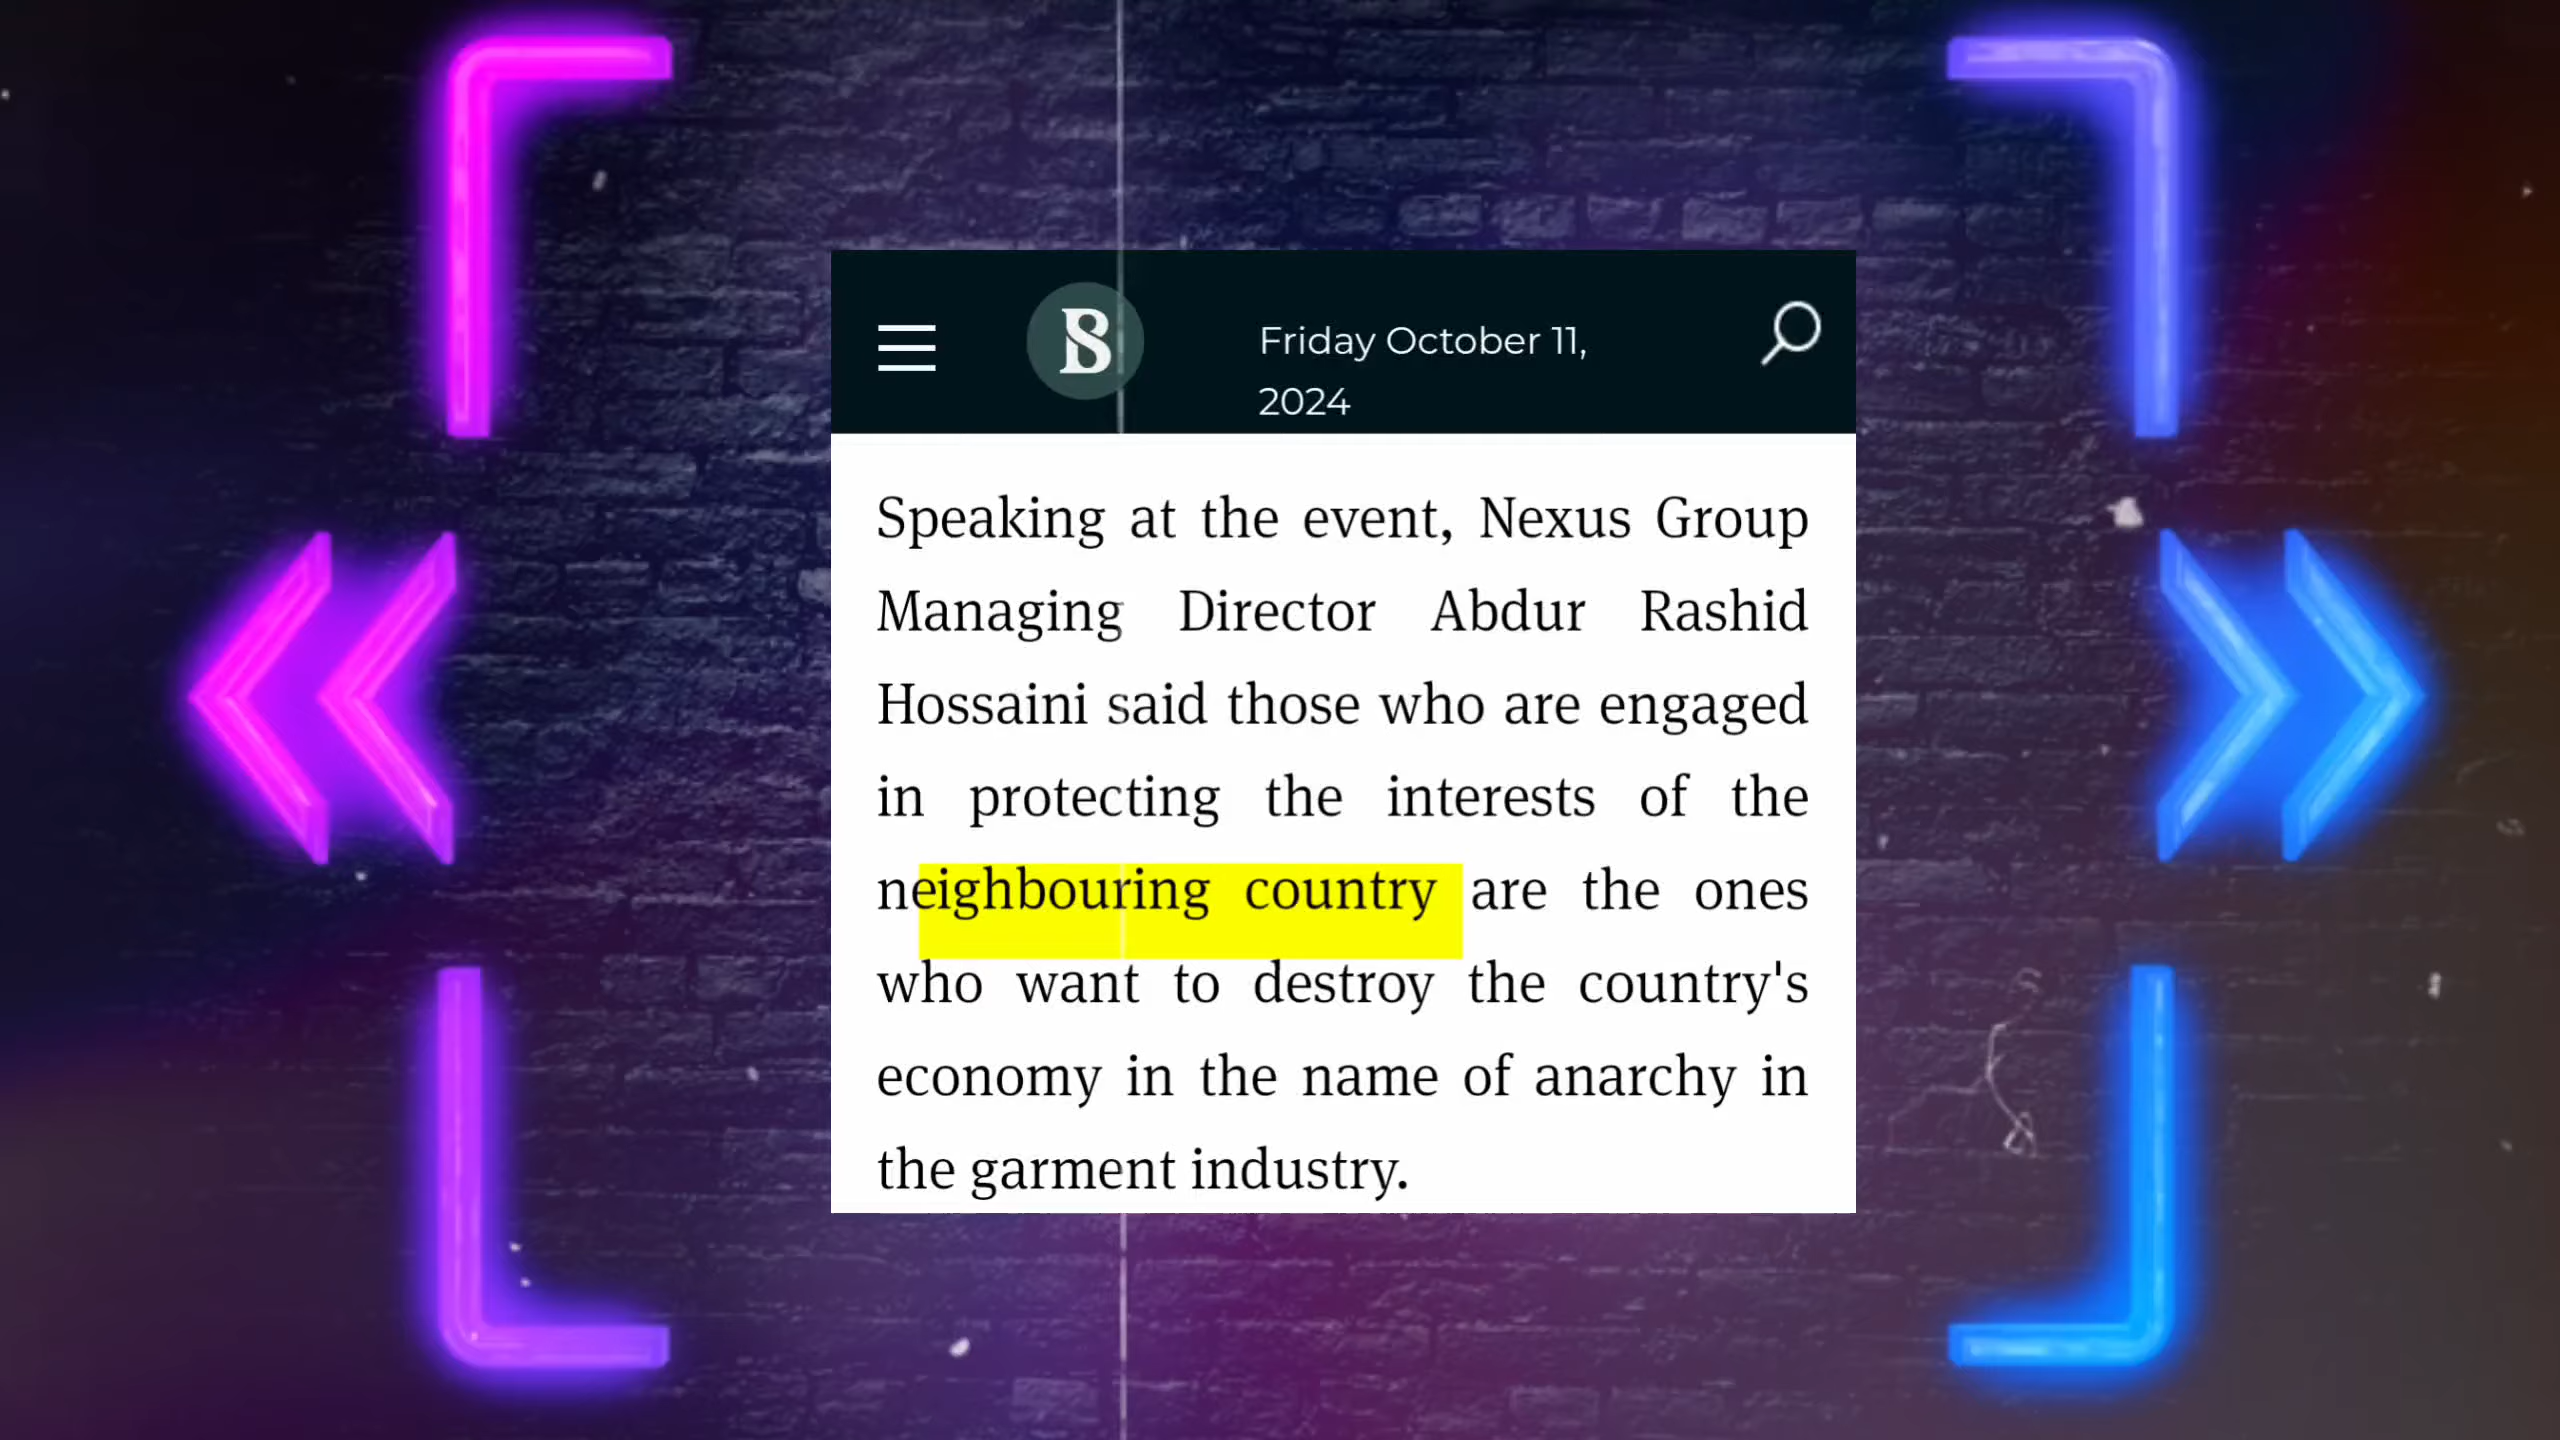 B
Friday October 11,
2024
Speaking at the event, Nexus Group
Managing Director Abdur Rashid
Hossaini said those who are engaged
in protecting the interests of the
neighbouring country are the ones
who want to destroy the country's
economy in the name of anarchy in
the garment industry.